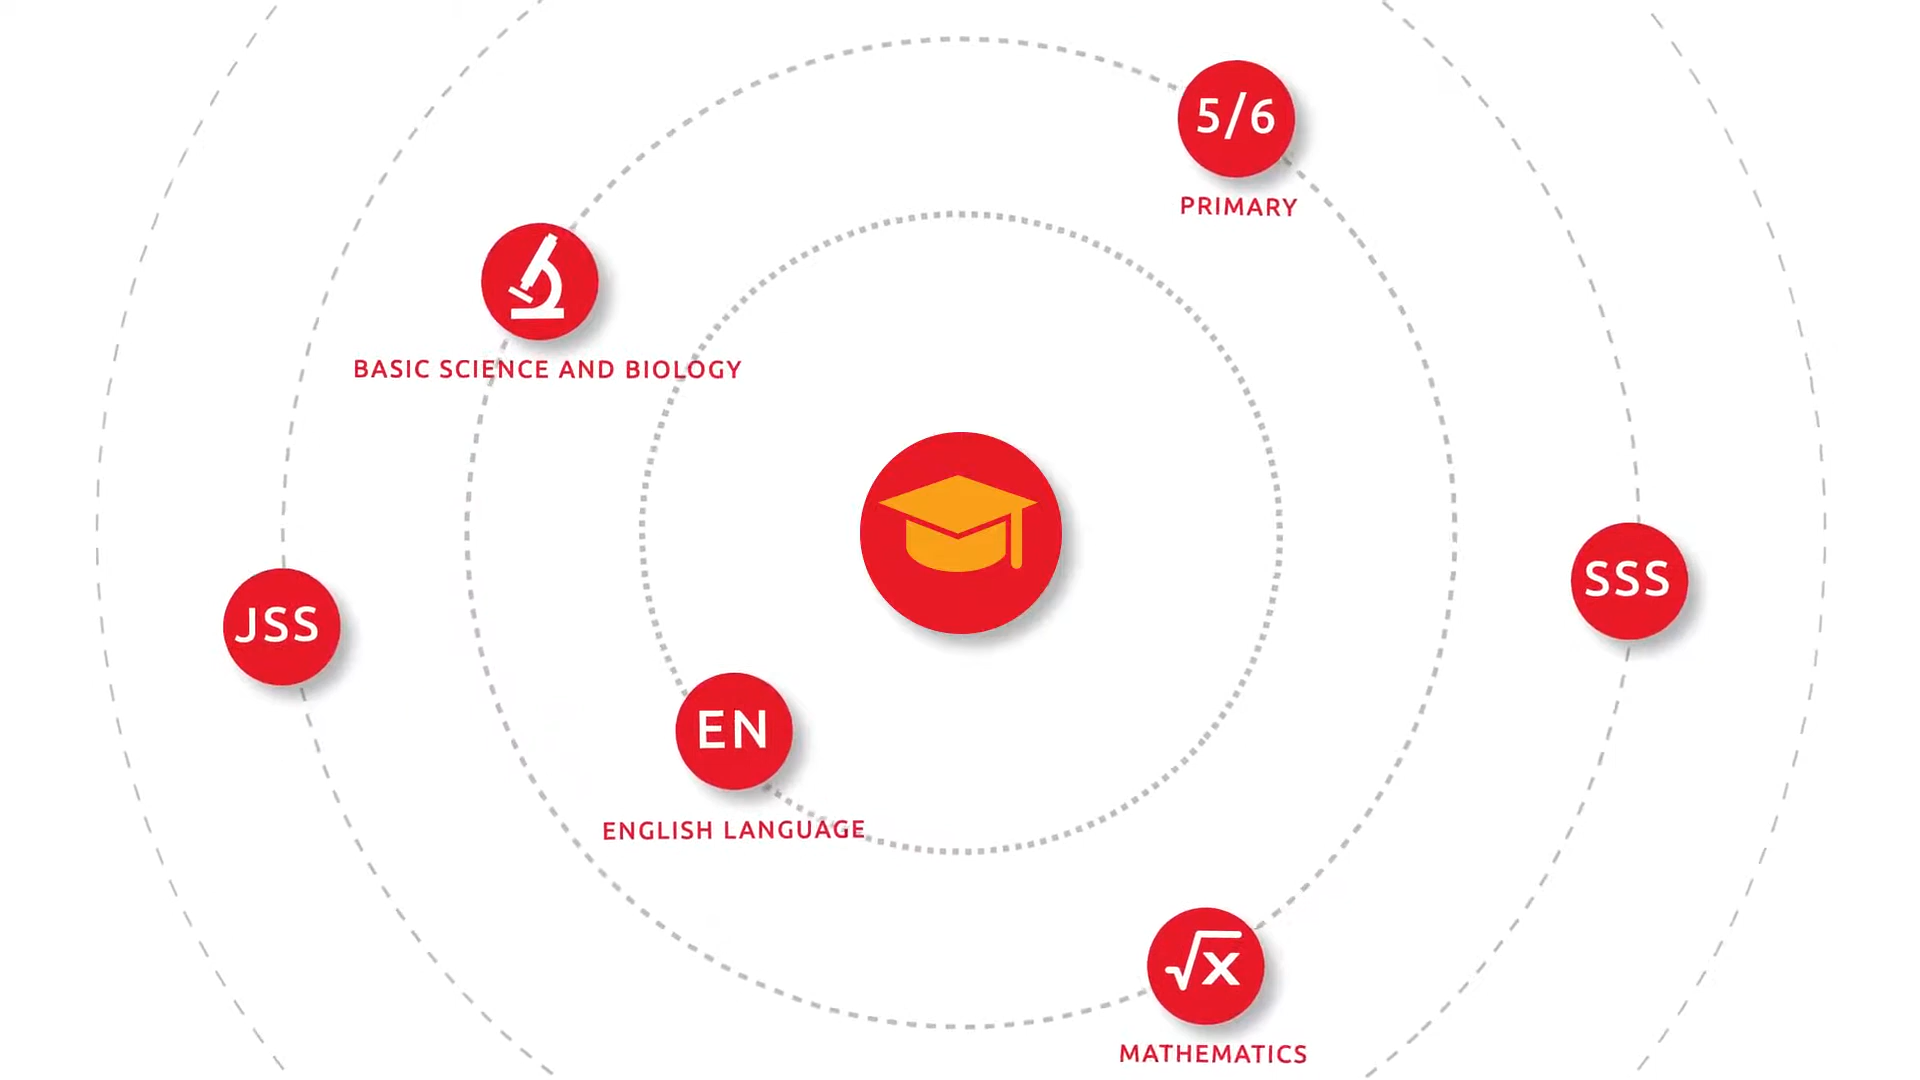 5/6
PRIMARY
BASIC SCIENCE AND BIOLOGY
SSS
JSS
EN
ENGLISH LANGUAGE
√x
MATHEMATICS